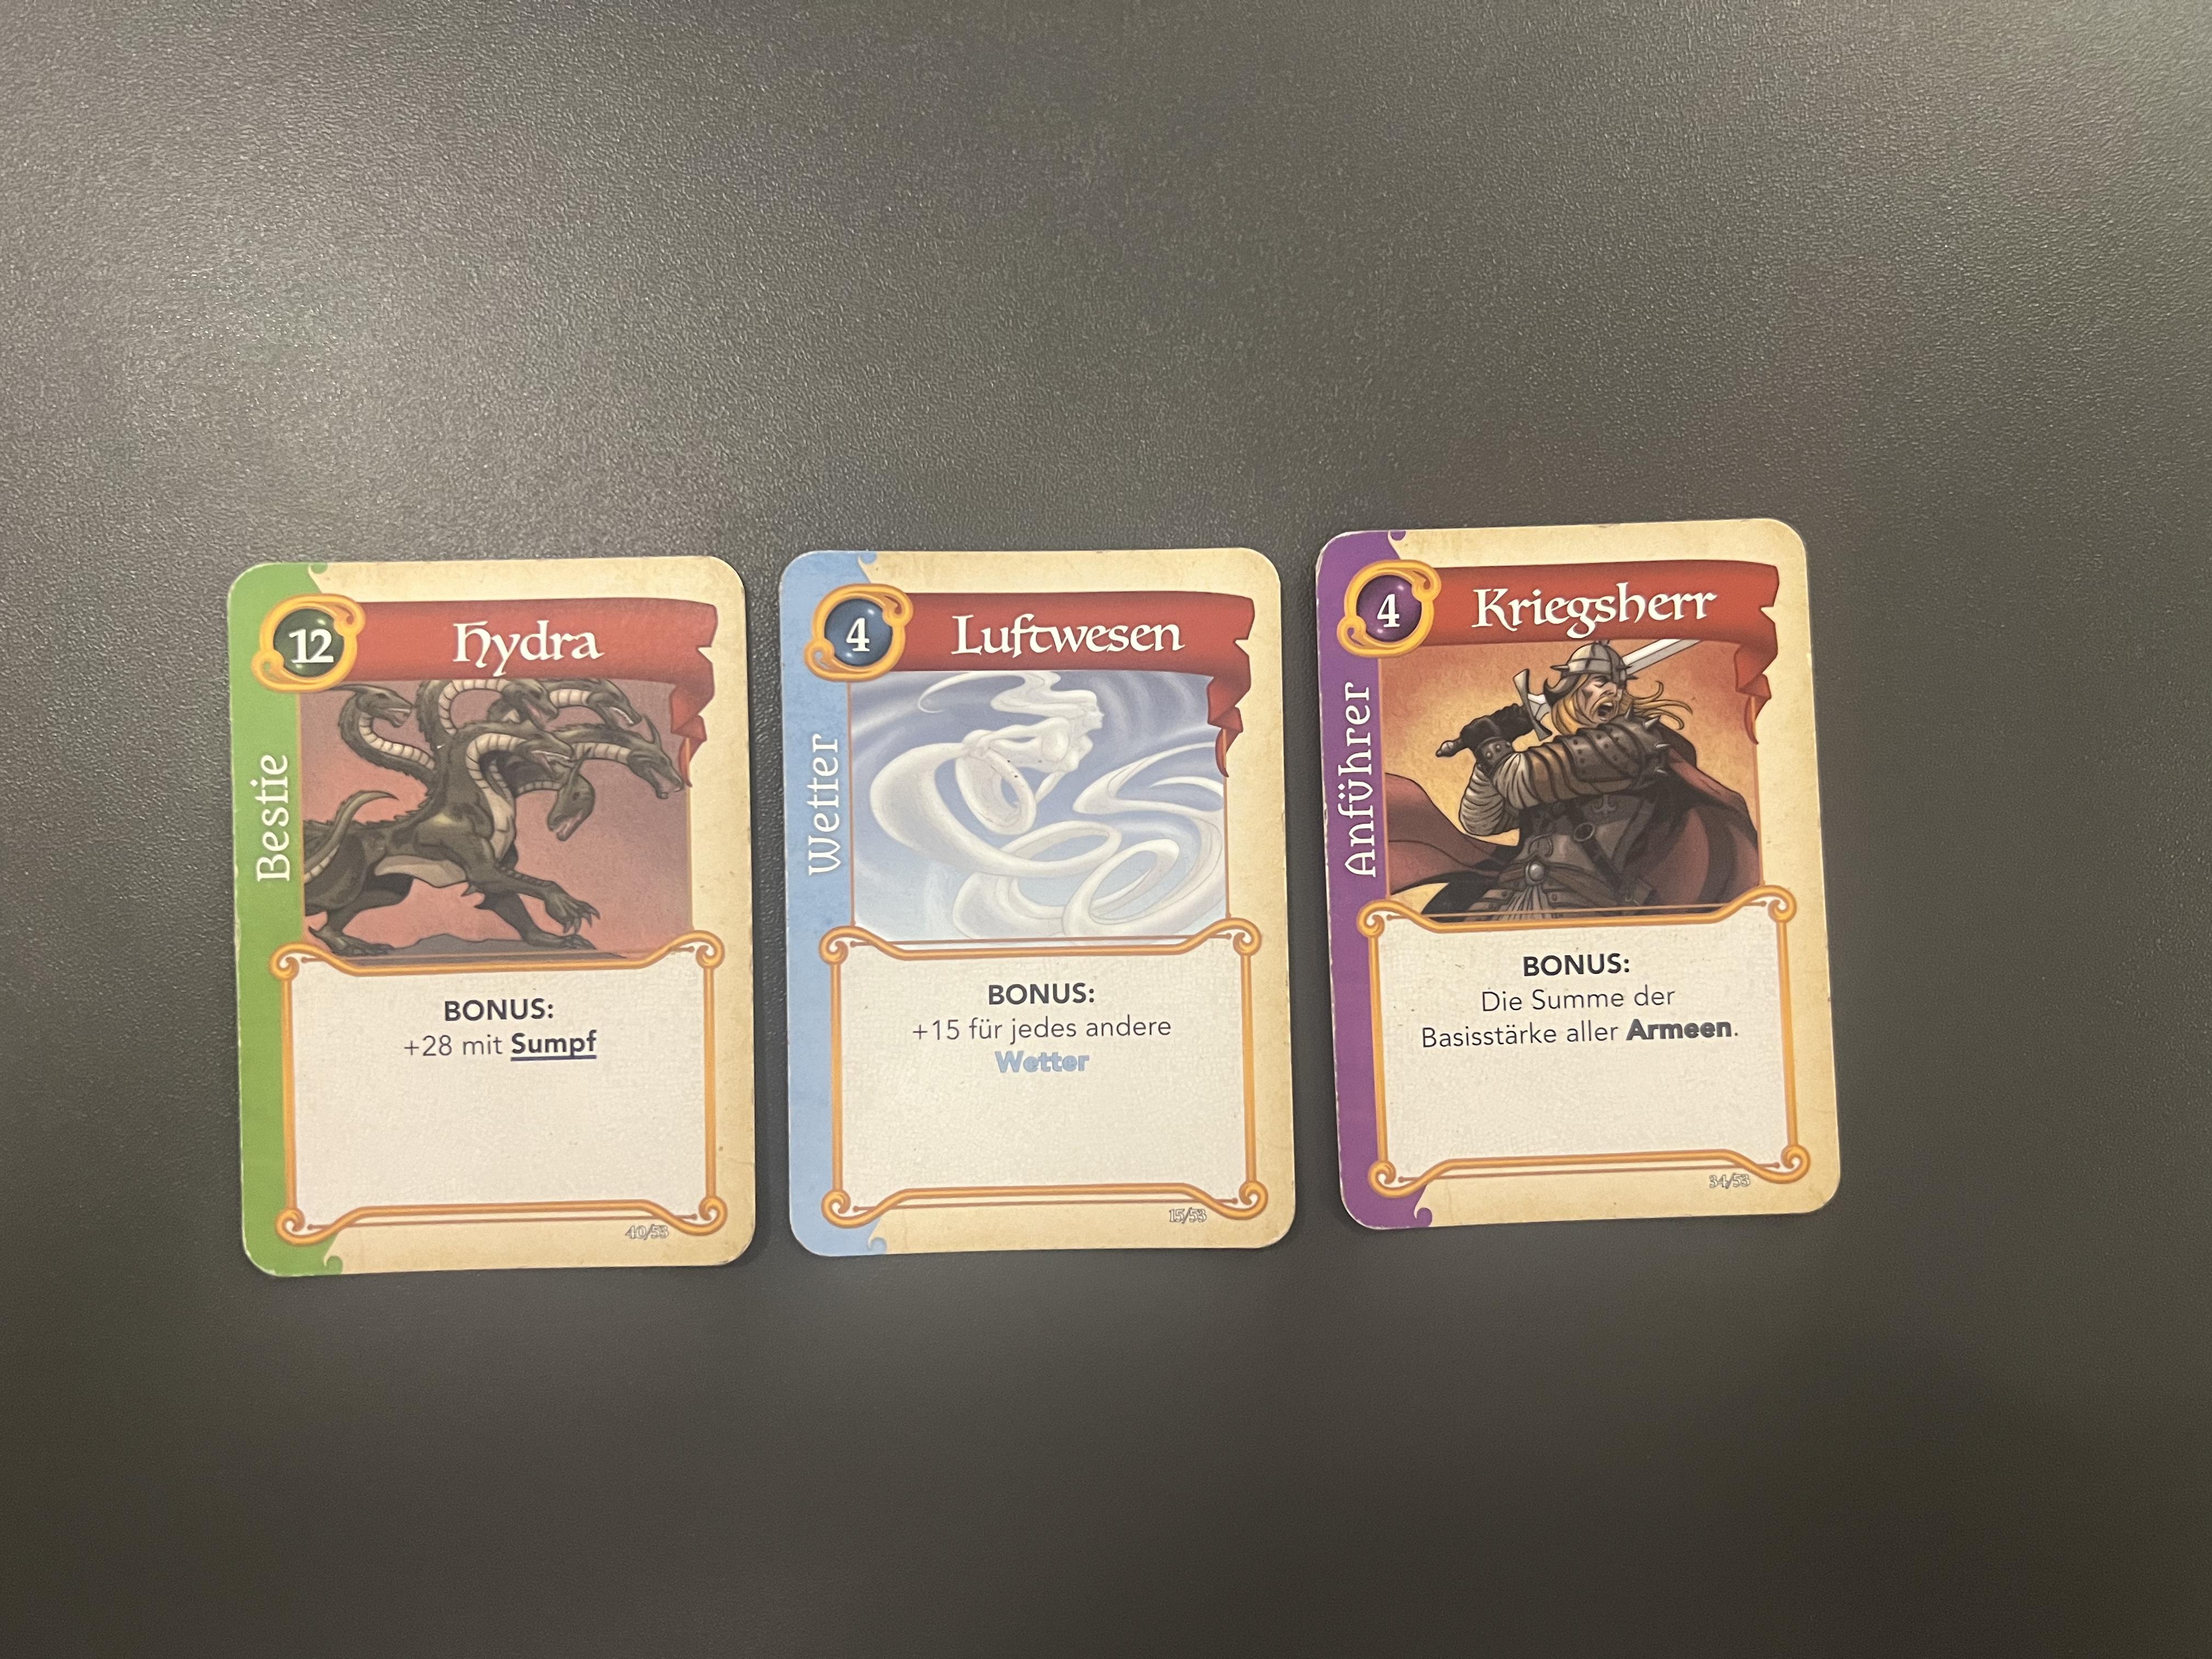 12
Hydra
Bestie
BONUS:
+28 mit Sumpf
40/53
4
Luftwesen
Wetter
BONUS:
+15 für jedes andere
Wetter
15/53
4
Kriegsherr
Anführer
BONUS:
Die Summe der
Basisstärke aller Armeen.
34/53